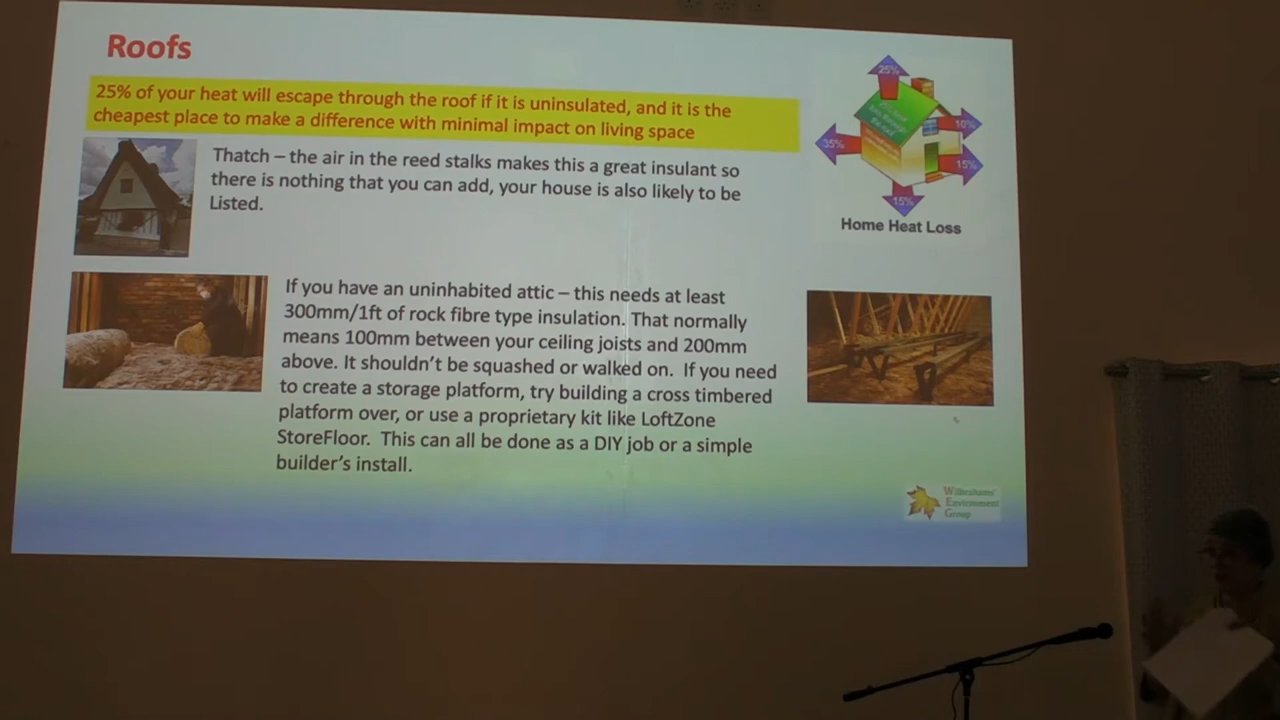 Roofs
25% of your heat will escape through the roof if it is uninsulated, and it is the
cheapest place to make a difference with minimal impact on living space
Thatch – the air in the reed stalks makes this a great insulant so
there is nothing that you can add, your house is also likely to be
Listed.
25%
35%
10%
15%
15%
Home Heat Loss
If you have an uninhabited attic – this needs at least
300mm/1ft of rock fibre type insulation. That normally
means 100mm between your ceiling joists and 200mm
above. It shouldn't be squashed or walked on. If you need
to create a storage platform, try building a cross timbered
platform over, or use a proprietary kit like LoftZone
StoreFloor. This can all be done as a DIY job or a simple
builder's install.
Wilbrahams'
Environment
Group